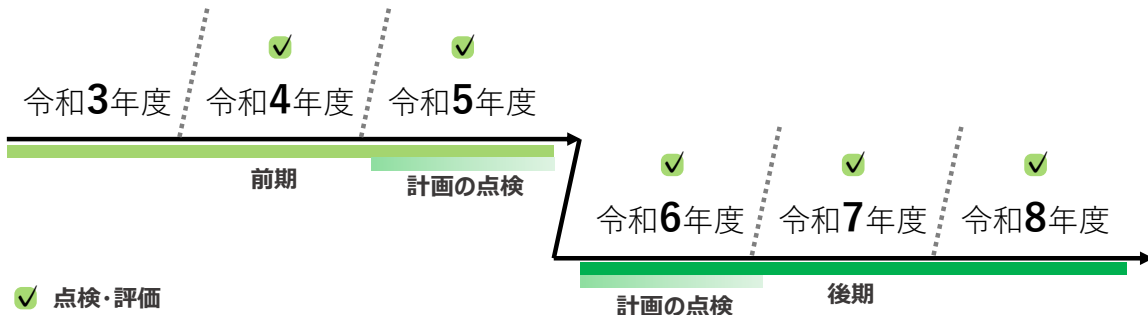 令和3年度
令和4年度
令和5年度
前期
計画の点検
令和6年度
令和7年度
令和8年度
計画の点検
後期
点検・評価